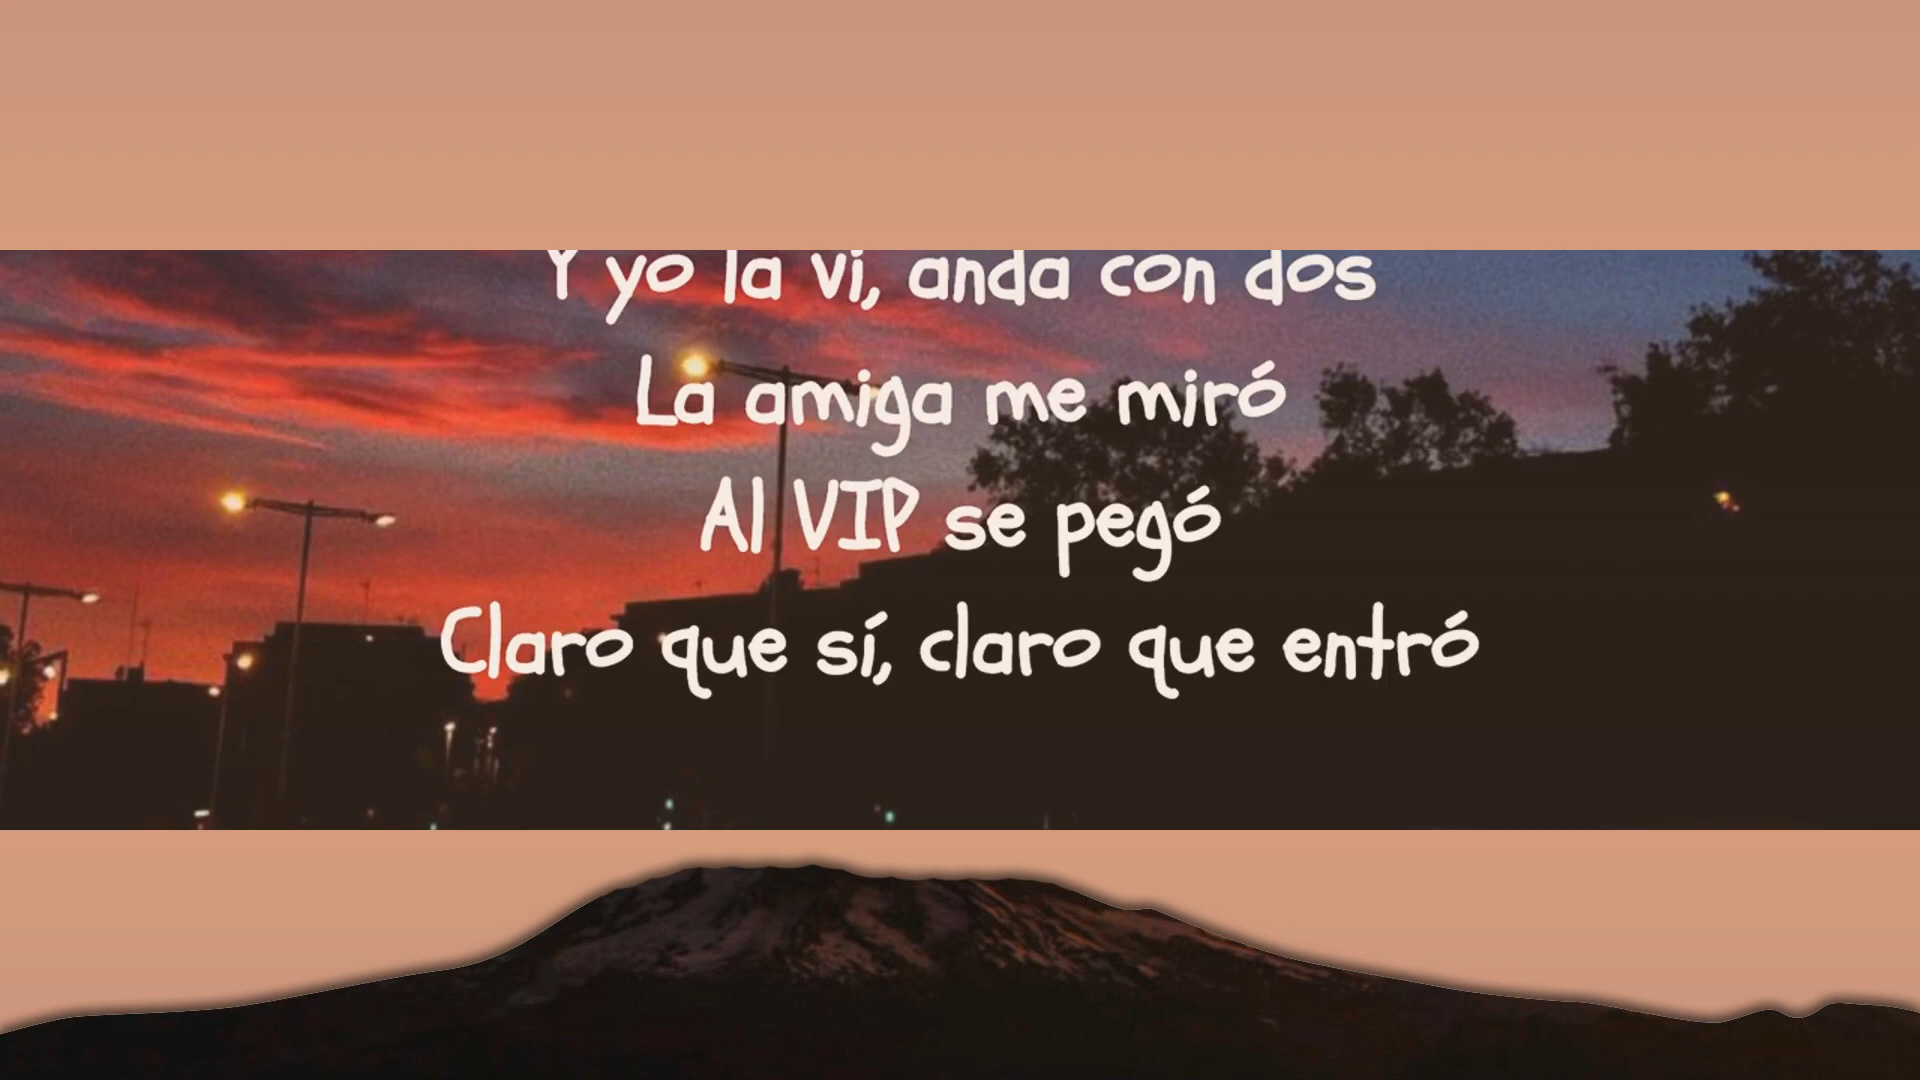 Y yo la vi, anda con dos
La amiga me miró
Al VIP se pegó
Claro que sí, claro que entró